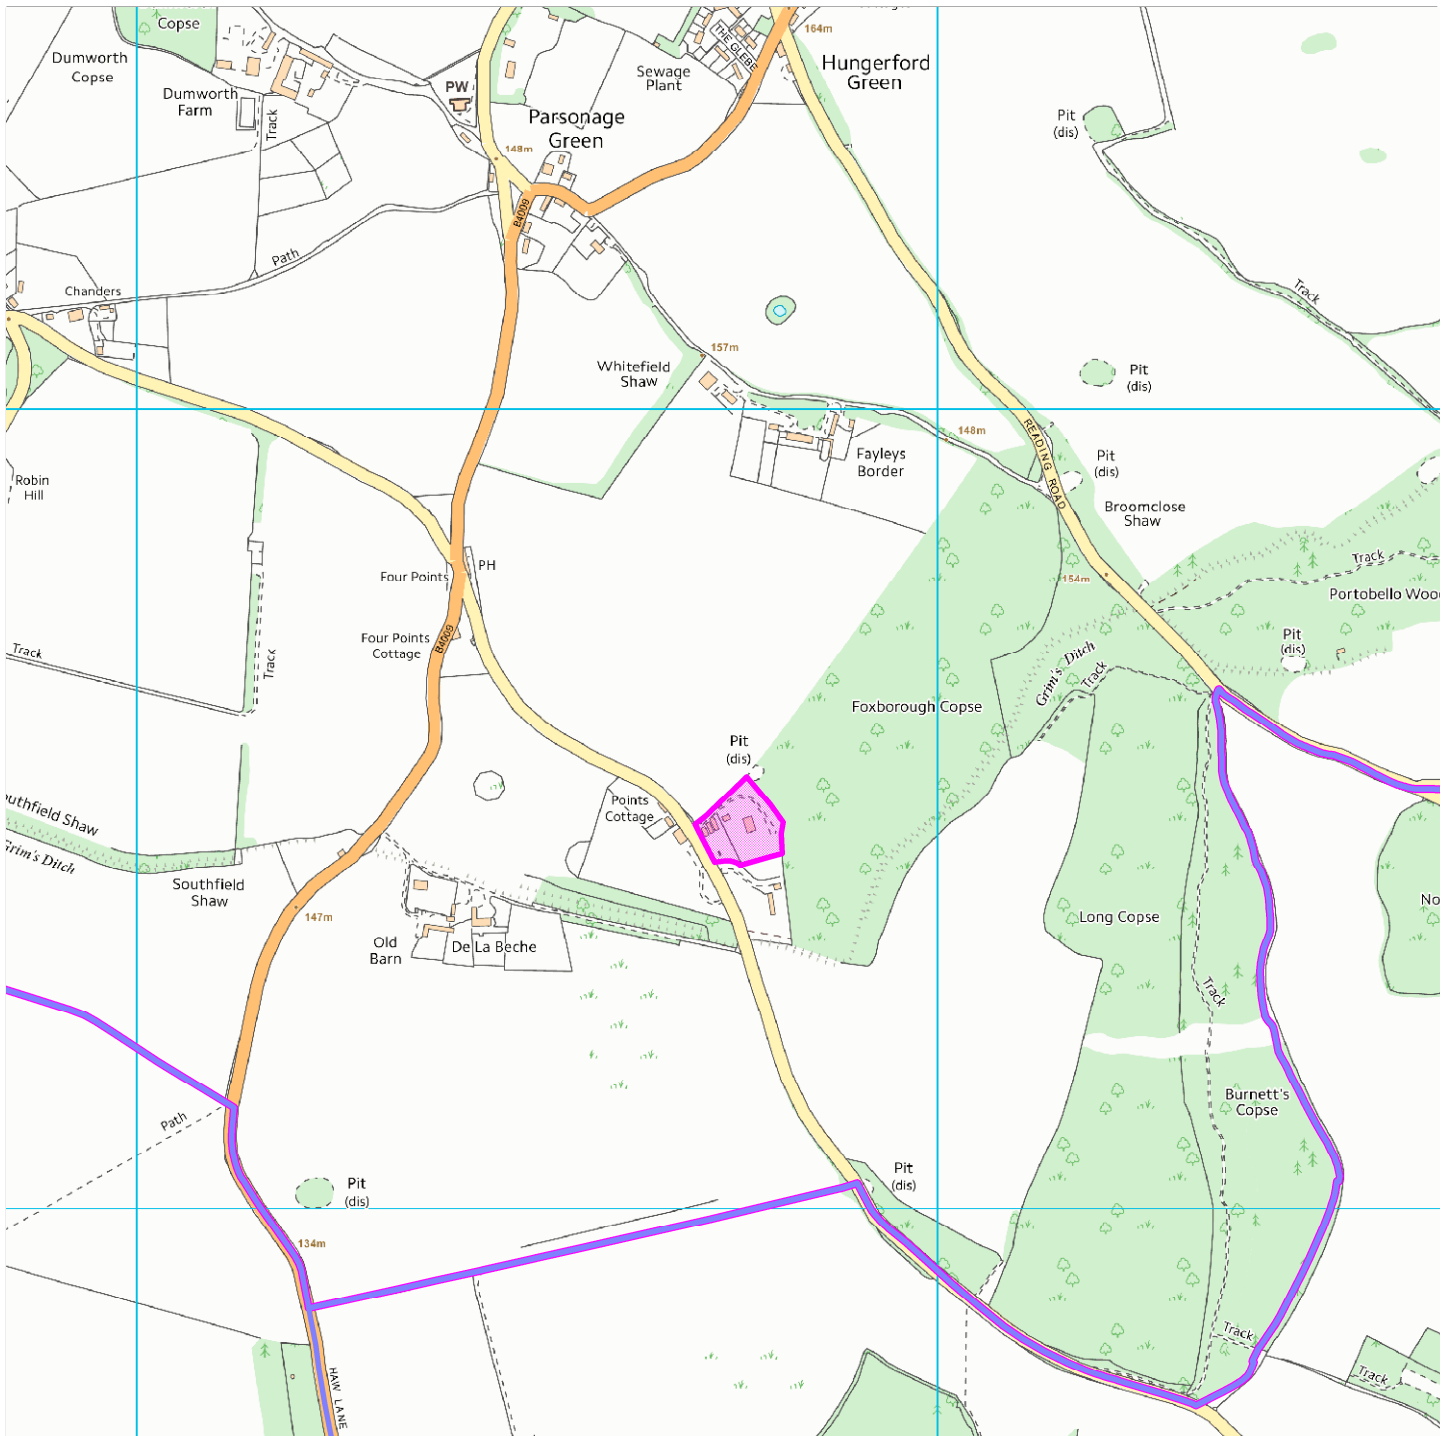 Copse
164m
THE GLEBE
Hungerford
Green
Dumworth
Copse
Sewage
Plant
PW
Dumworth
Farm
Track
Parsonage
Green
Pit
(dis)
148m
B4009
Path
Chanders
Track
157m
Whitefield
Shaw
Pit
(dis)
READING ROAD
148m
Fayleys
Border
Pit
(dis)
Robin
Hill
Broomclose
Shaw
Track
PH
Four Points
154m
Portobello Woo
Four Points
Cottage
B4009
Pit
(dis)
Track
Track
Grim's Ditch
Track
Foxborough Copse
Pit
(dis)
Points
Cottage
outhfield Shaw
Grim's Ditch
Southfield
Shaw
147m
No
Long Copse
Old
Barn
De La Beche
Track
Burnett's
Copse
Path
Pit
(dis)
Pit
(dis)
134m
Track
Track
HAW LANE